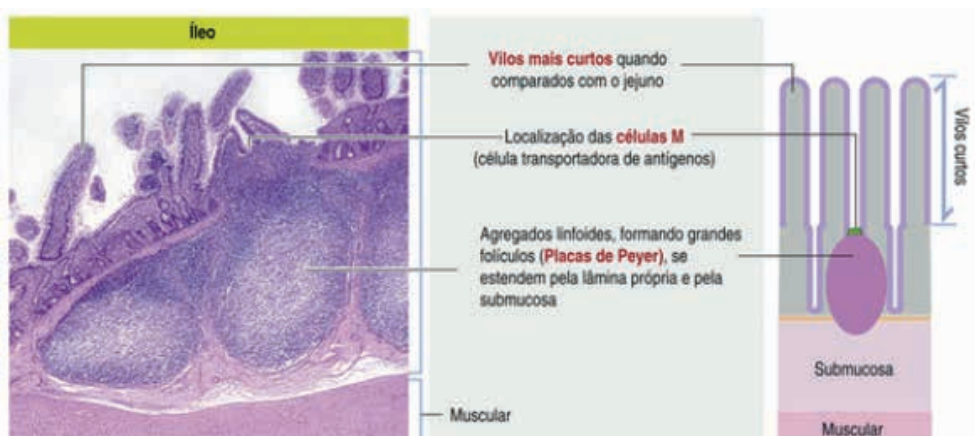 Íleo
Vilos mais curtos quando
comparados com o jejuno
Localização das células M
(célula transportadora de antígenos)
Agregados linfoides, formando grandes
folículos (Placas de Peyer), se
estendem pela lâmina própria e pela
submucosa
Muscular
Vilos curtos
Submucosa
Muscular